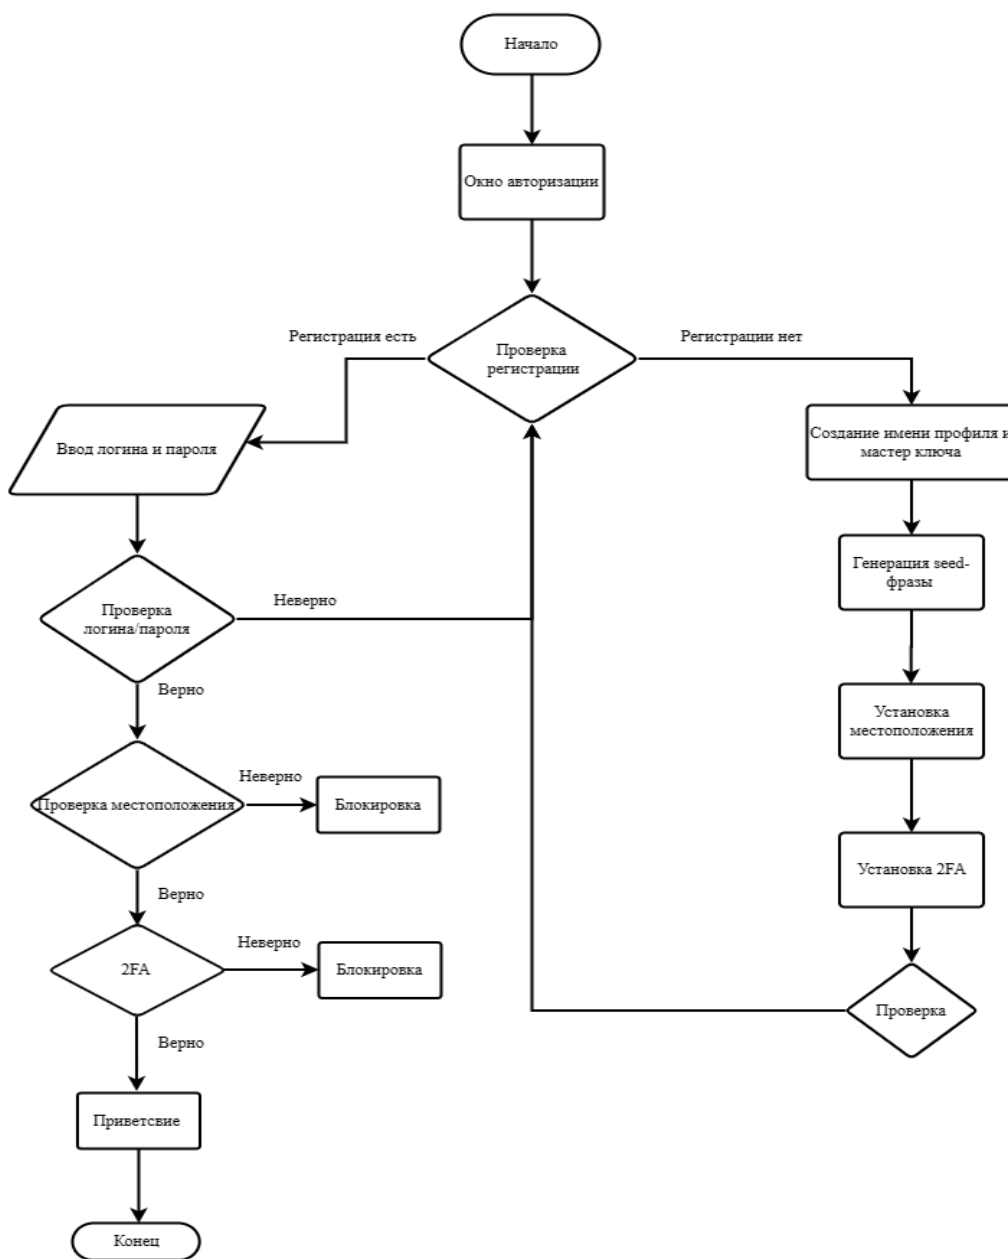 Начало
Окно авторизации
Регистрация есть
Проверка
регистрации
Регистрации нет
Ввод логина и пароля
Создание имени профиля и
мастер ключа
Генерация seed-
фразы
Проверка
логина/пароля
Неверно
Верно
Установка
местоположения
Проверка местоположения
Неверно
Блокировка
Установка 2FA
Верно
2FA
Неверно
Блокировка
Проверка
Верно
Приветсвие
Конец